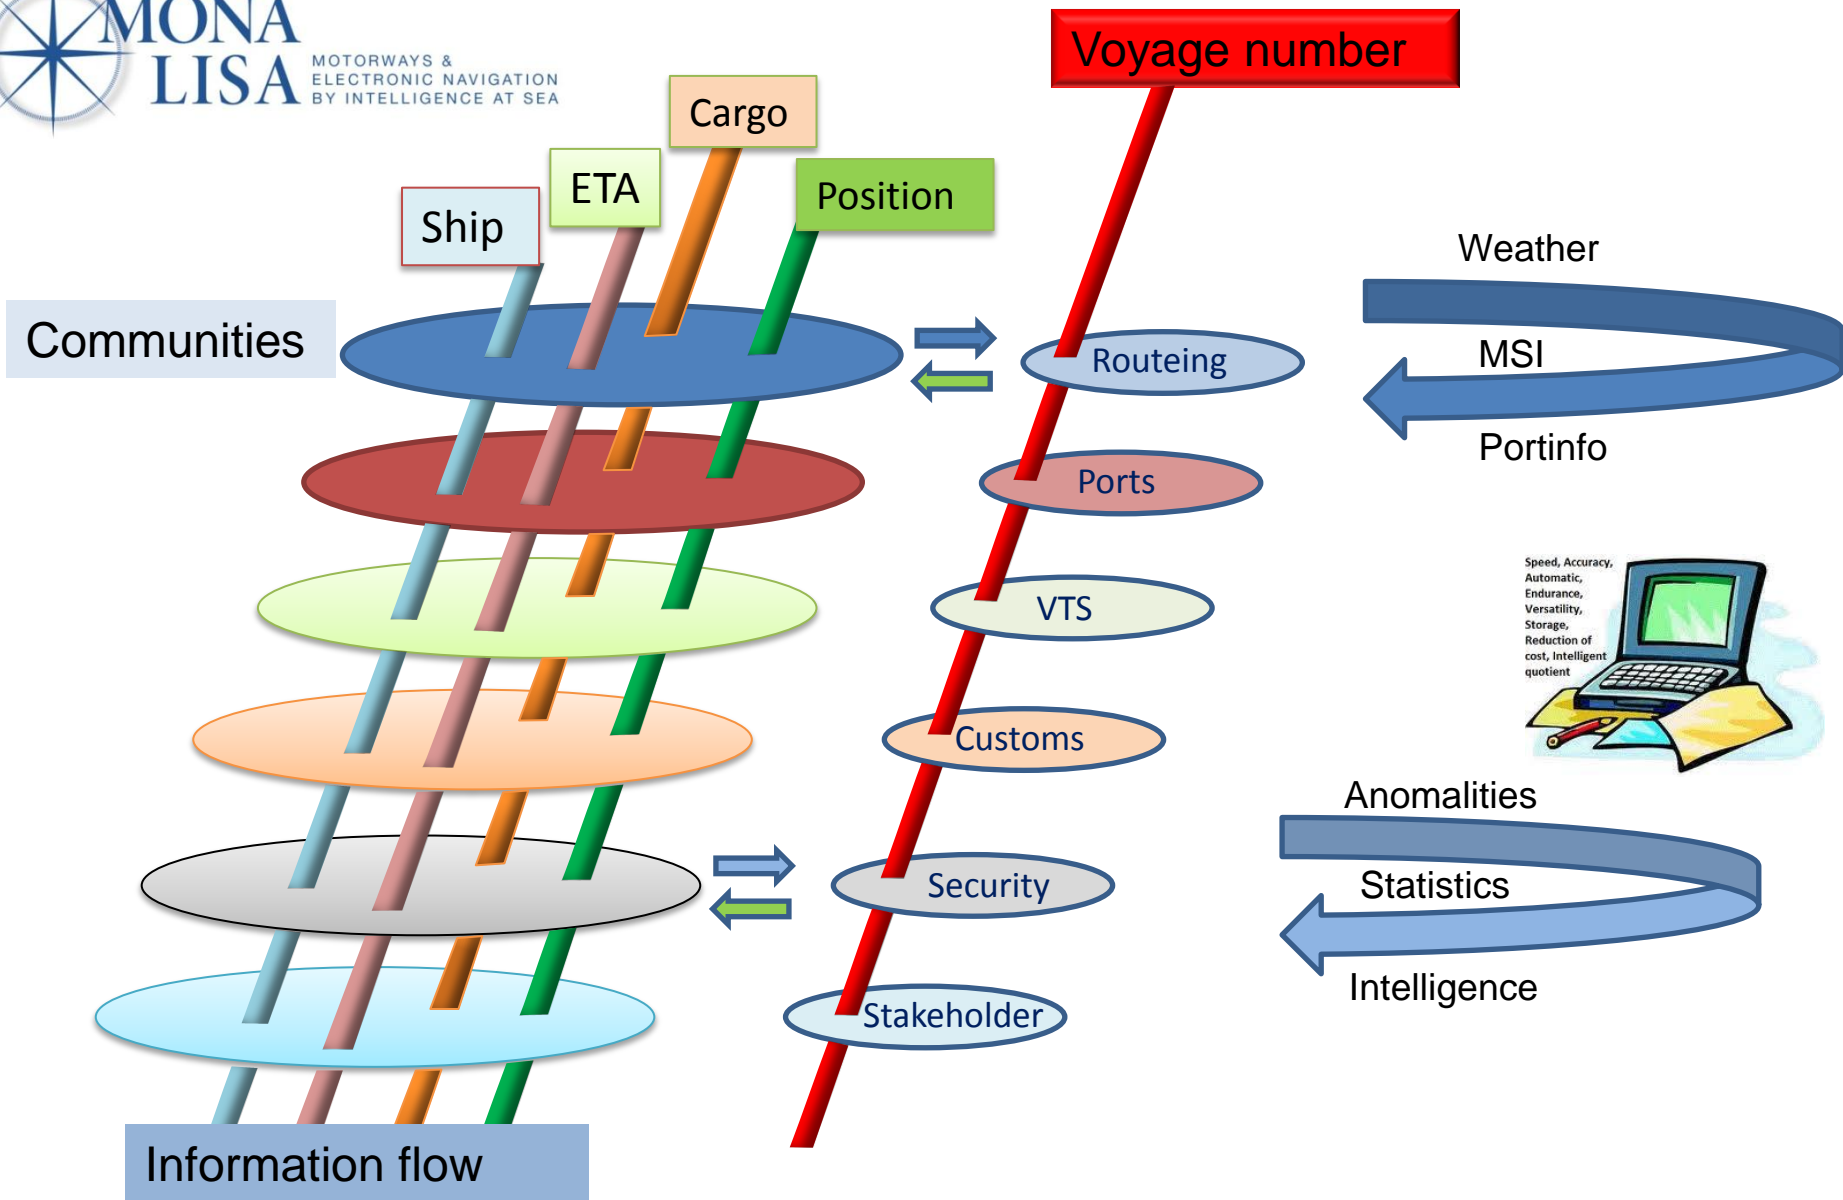 MONA
LISA
MOTORWAYS &
ELECTRONIC NAVIGATION
BY INTELLIGENCE AT SEA
Voyage number
Cargo
ETA
Position
Ship
Communities
Weather
MSI
Portinfo
Routeing
Ports
VTS
Customs
Security
Stakeholder
Speed, Accuracy,
Automatic,
Endurance,
Versatility,
Storage,
Reduction of
cost, Intelligent
quotient
Anomalities
Statistics
Intelligence
Information flow